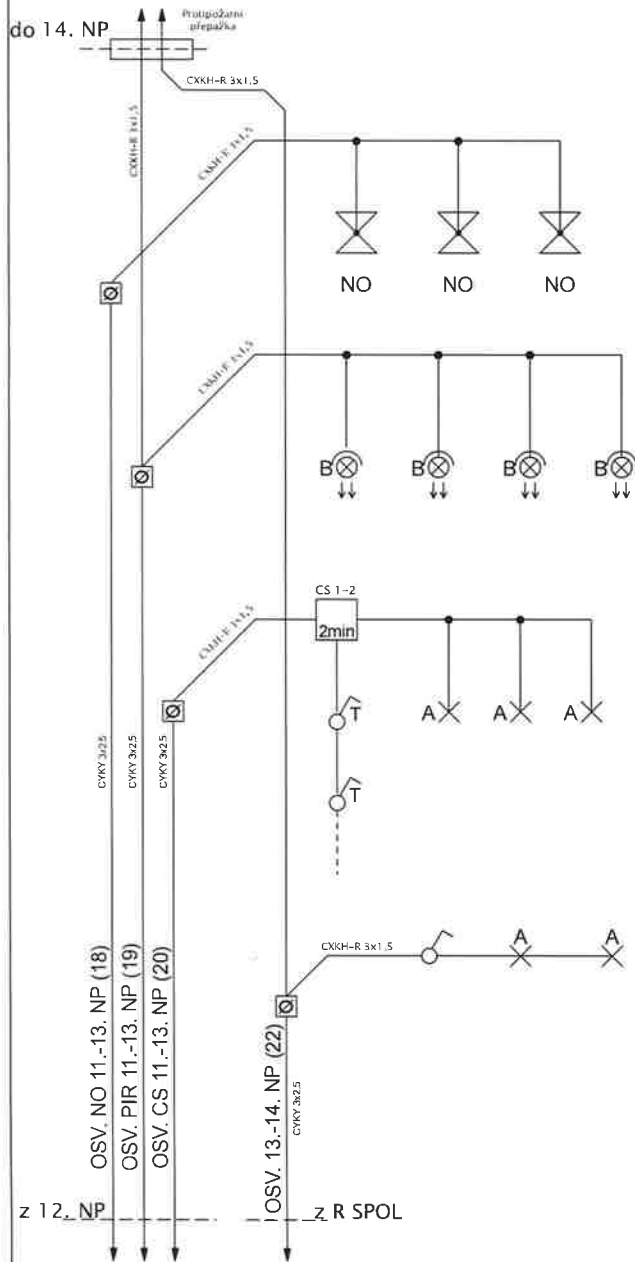 do 14. NP
Protipožární
přepážka
CXKH-R 3x1,5
CXKH-R 3x1,5
CXKH-R 3x1,5
NO
NO
NO
CXKH-R 3x1,5
B
B
B
B
CS 1-2
2min
CXKH-R 3x1,5
T
A
A
A
T
CYKY 3x2,5
CYKY 3x2,5
CYKY 3x2,5
OSV. NO 11.-13. NP (18)
OSV. PIR 11.-13. NP (19)
OSV. CS 11.-13. NP (20)
CXKH-R 3x1,5
A
A
OSV. 13.-14. NP (22)
CYKY 3x2,5
z 12. NP
z R SPOL